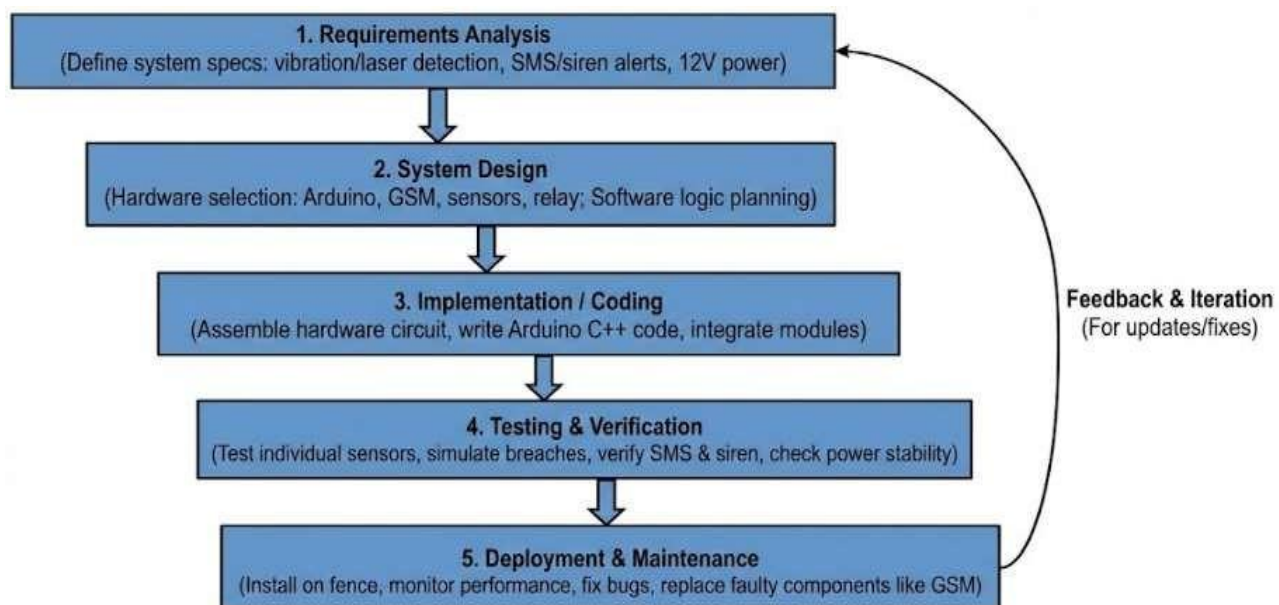 1. Requirements Analysis
(Define system specs: vibration/laser detection, SMS/siren alerts, 12V power)
2. System Design
(Hardware selection: Arduino, GSM, sensors, relay; Software logic planning)
3. Implementation / Coding
(Assemble hardware circuit, write Arduino C++ code, integrate modules)
Feedback & Iteration
(For updates/fixes)
4. Testing & Verification
(Test individual sensors, simulate breaches, verify SMS & siren, check power stability)
5. Deployment & Maintenance
(Install on fence, monitor performance, fix bugs, replace faulty components like GSM)